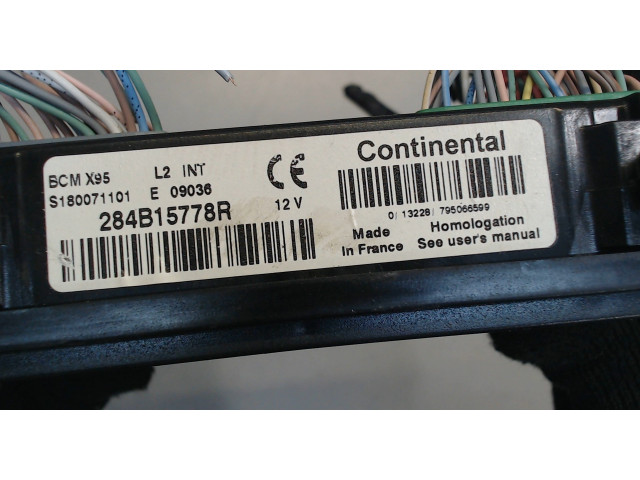 BCM X95 L2 INT CE Continental
S180071101 E 09036
284B15778R 12 V
0/13228/795066599
Made Homologation
In France See user's manual